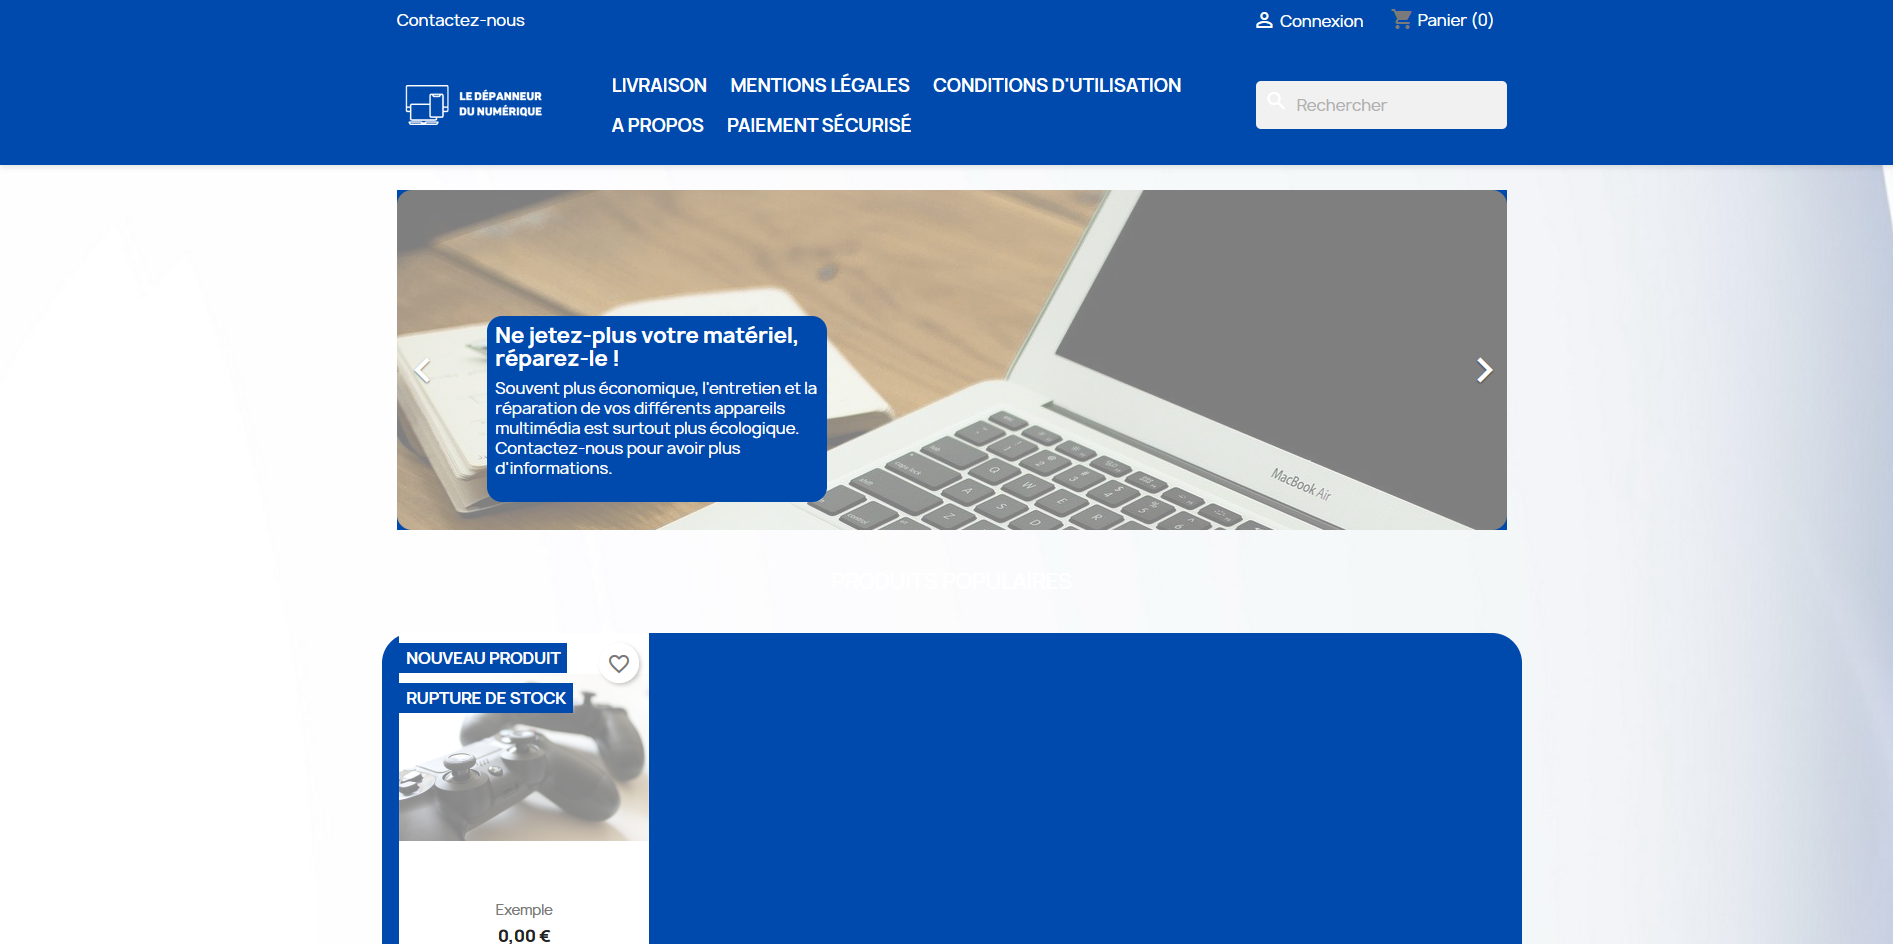 Contactez-nous
Connexion
Panier (0)
LE DÉPANNEUR
DU NUMÉRIQUE
LIVRAISON MENTIONS LÉGALES CONDITIONS D'UTILISATION
A PROPOS PAIEMENT SÉCURISÉ
Rechercher
Ne jetez-plus votre matériel,
réparez-le !
Souvent plus économique, l'entretien et la
réparation de vos différents appareils
multimédia est surtout plus écologique.
Contactez-nous pour avoir plus
d'informations.
MacBook Air
PRODUITS POPULAIRES
NOUVEAU PRODUIT
RUPTURE DE STOCK
Exemple
0,00 €